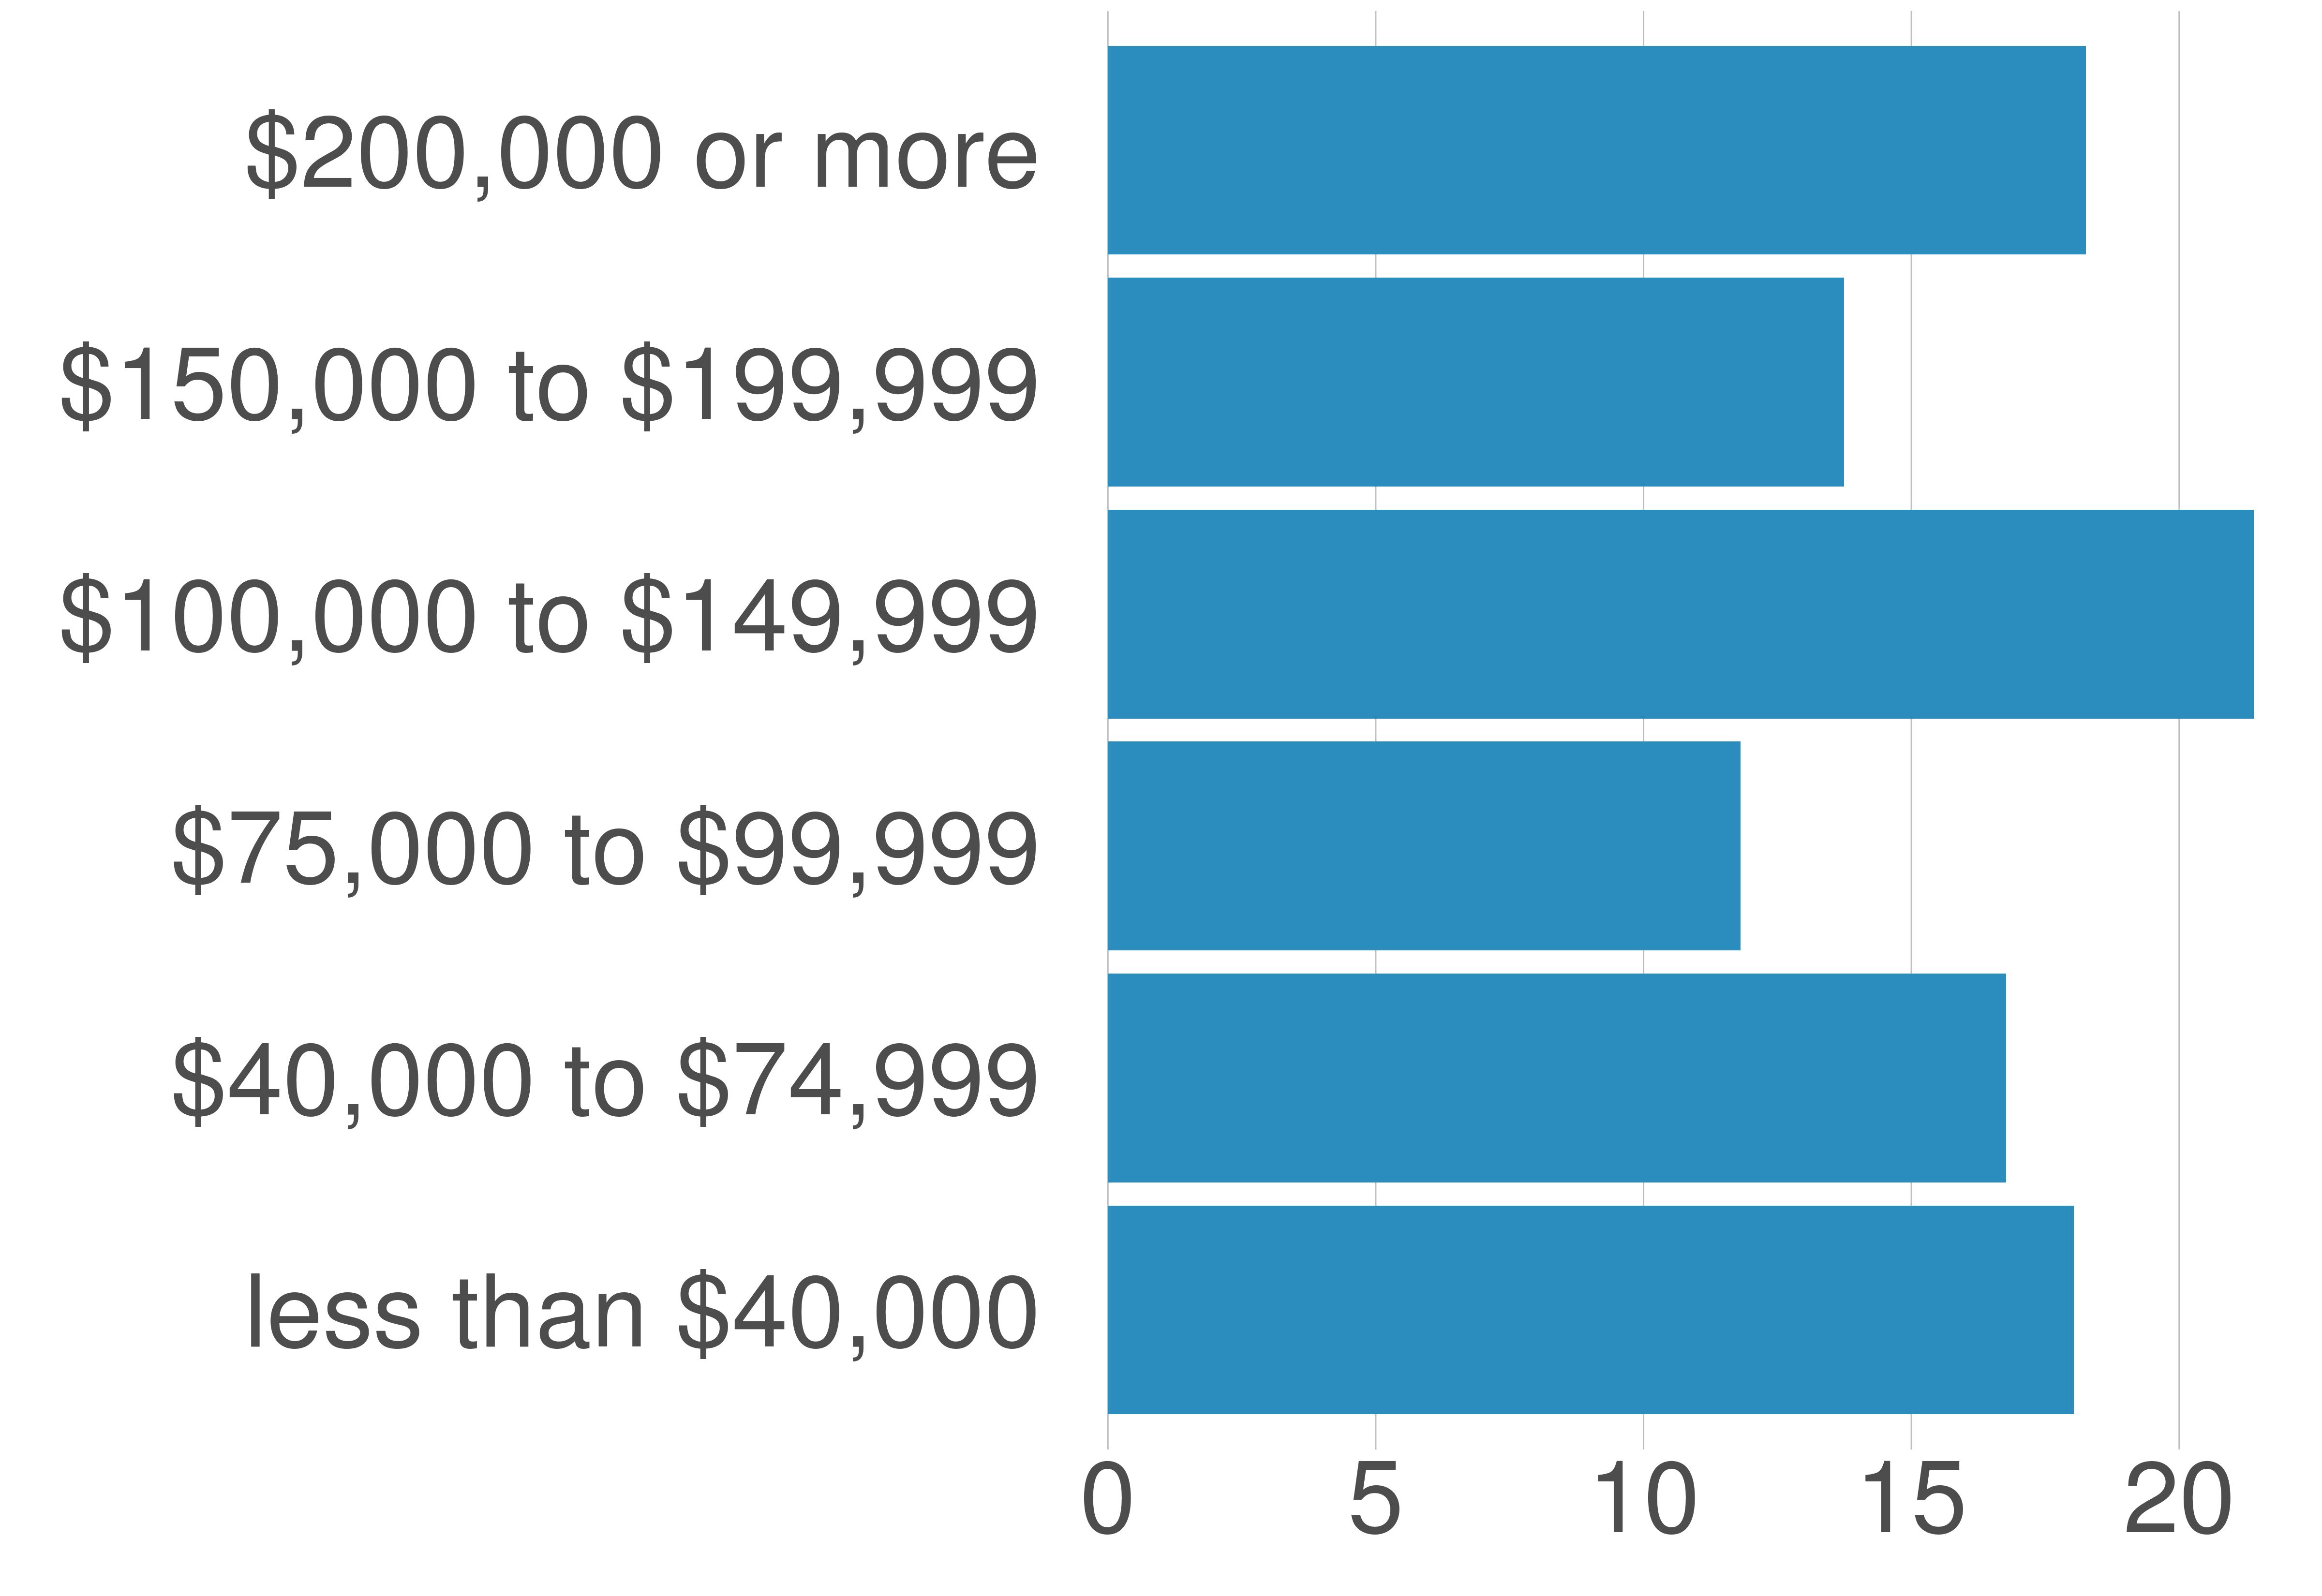 $200,000 or more
$150,000 to $199,999
$100,000 to $149,999
$75,000 to $99,999
$40,000 to $74,999
less than $40,000
0 5 10 15 20